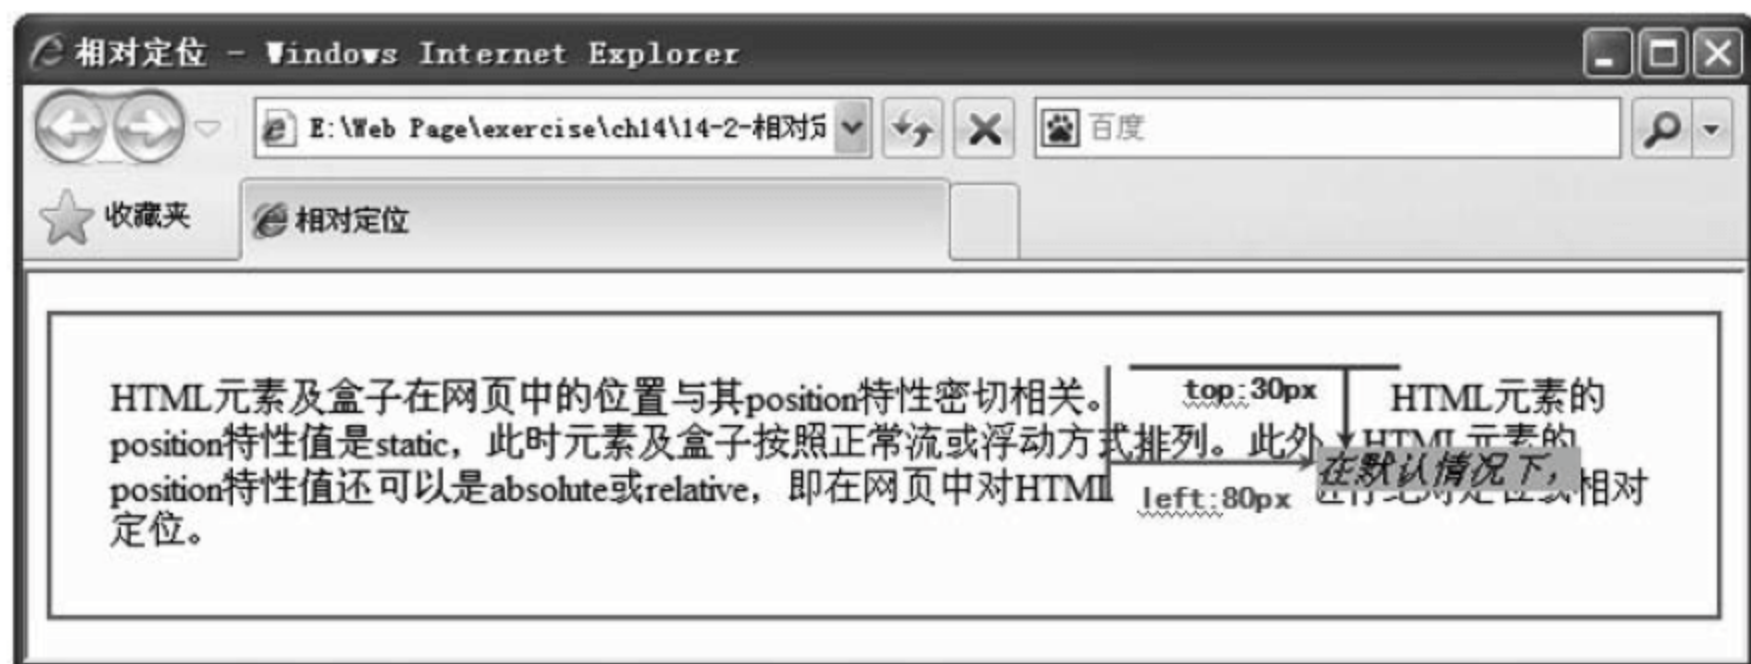 相对定位 - Windows Internet Explorer
E:\Web Page\exercise\ch14\14-2-相对定
百度
收藏夹
相对定位
HTML元素及盒子在网页中的位置与其position特性密切相关。 top:30px HTML元素的
position特性值是static，此时元素及盒子按照正常流或浮动方式排列。此外，HTML元素的
在默认情况下，
position特性值还可以是absolute或relative，即在网页中对HTML left:80px 相对
定位。